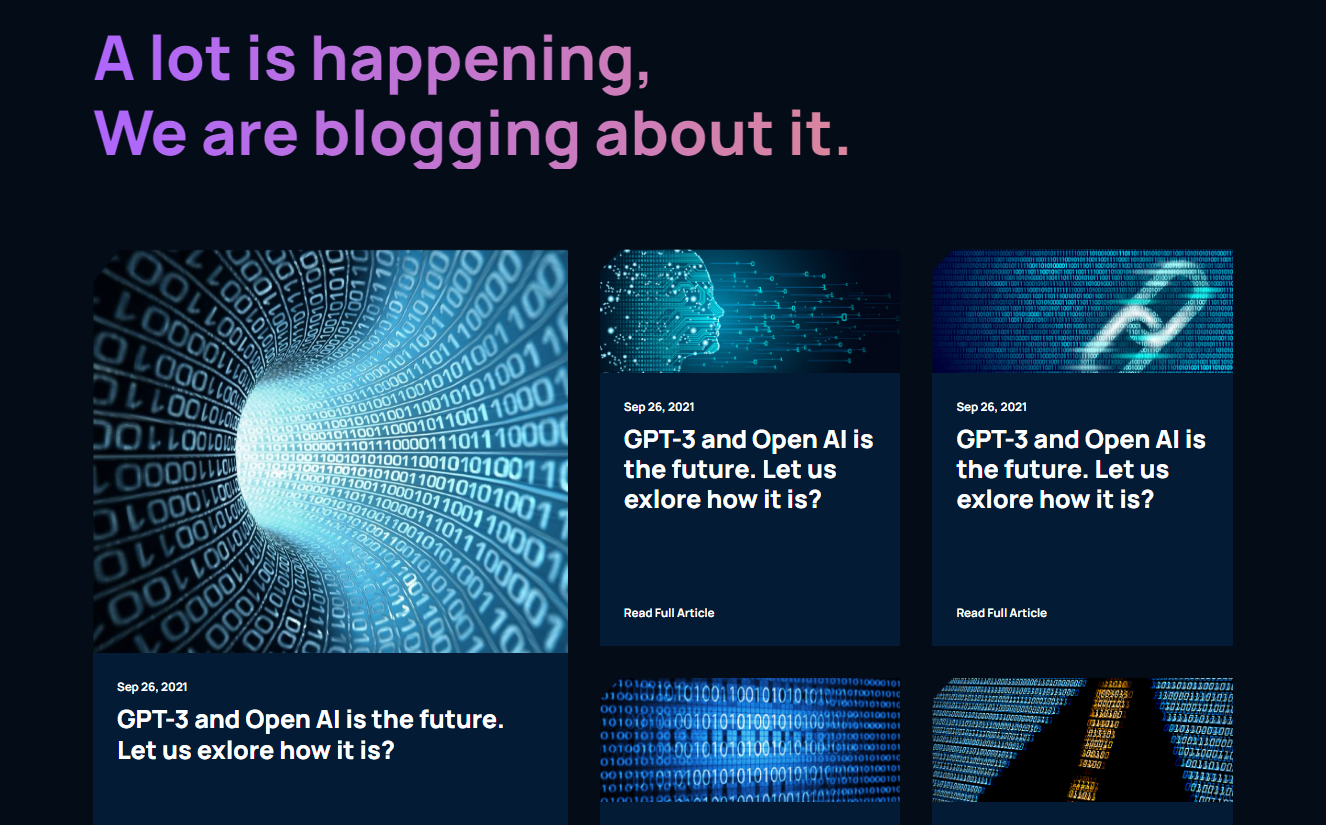 A lot is happening,
We are blogging about it.
Sep 26, 2021
GPT-3 and Open AI is the future.
Let us exlore how it is?
Sep 26, 2021
GPT-3 and Open AI is
the future. Let us
exlore how it is?
Read Full Article
Sep 26, 2021
GPT-3 and Open AI is
the future. Let us
exlore how it is?
Read Full Article